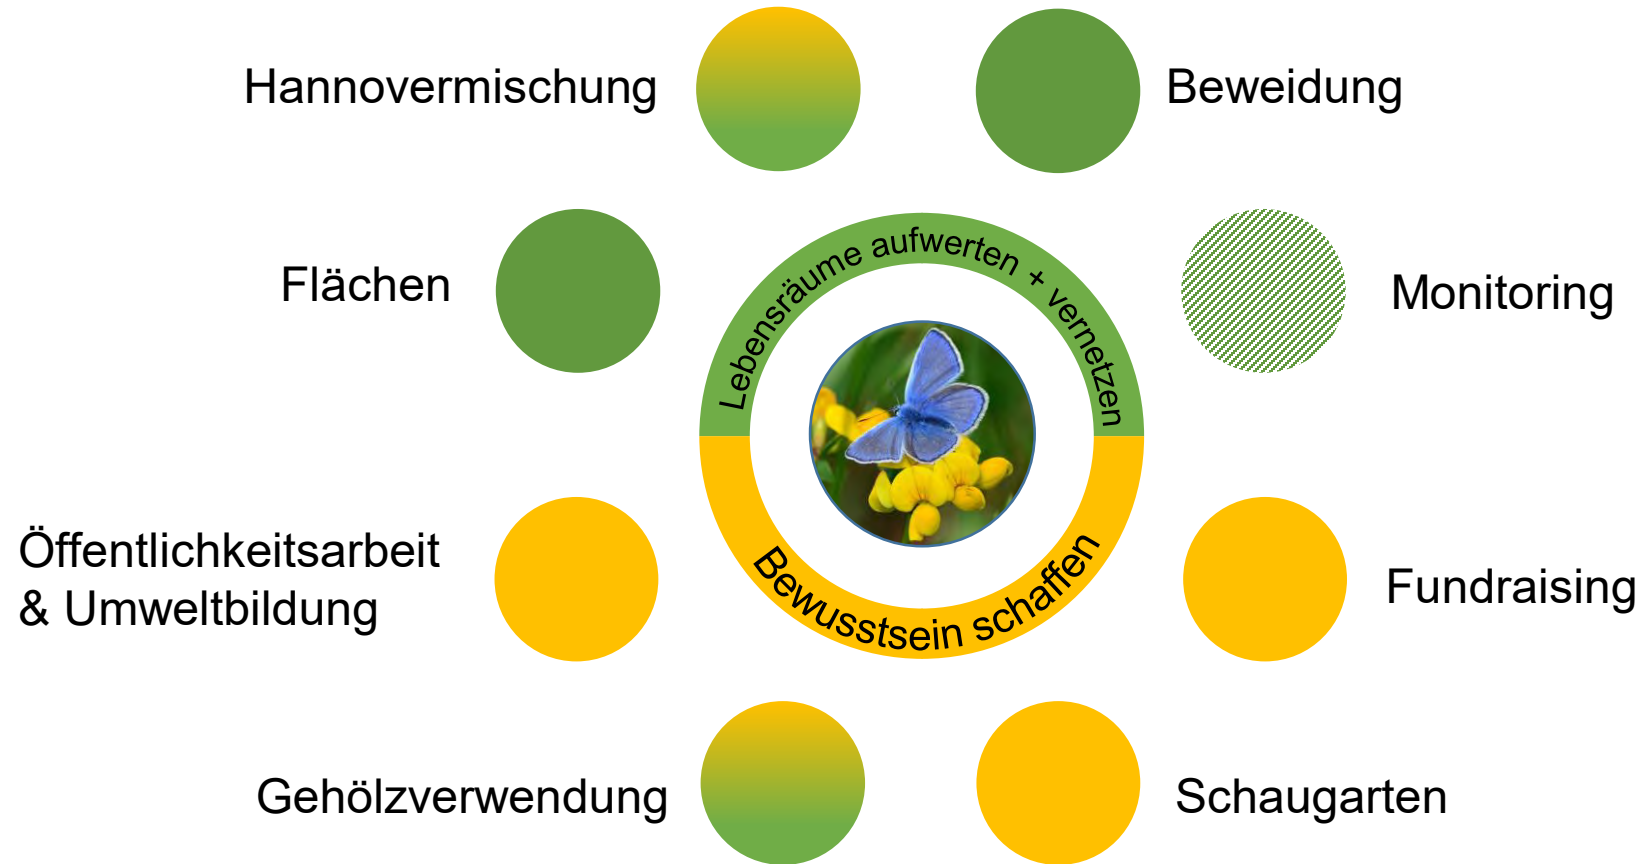 Hannovermischung
Beweidung
Flächen
Lebensräume aufwerten + vernetzen
Monitoring
Öffentlichkeitsarbeit
& Umweltbildung
Bewusstsein schaffen
Fundraising
Gehölzverwendung
Schaugarten